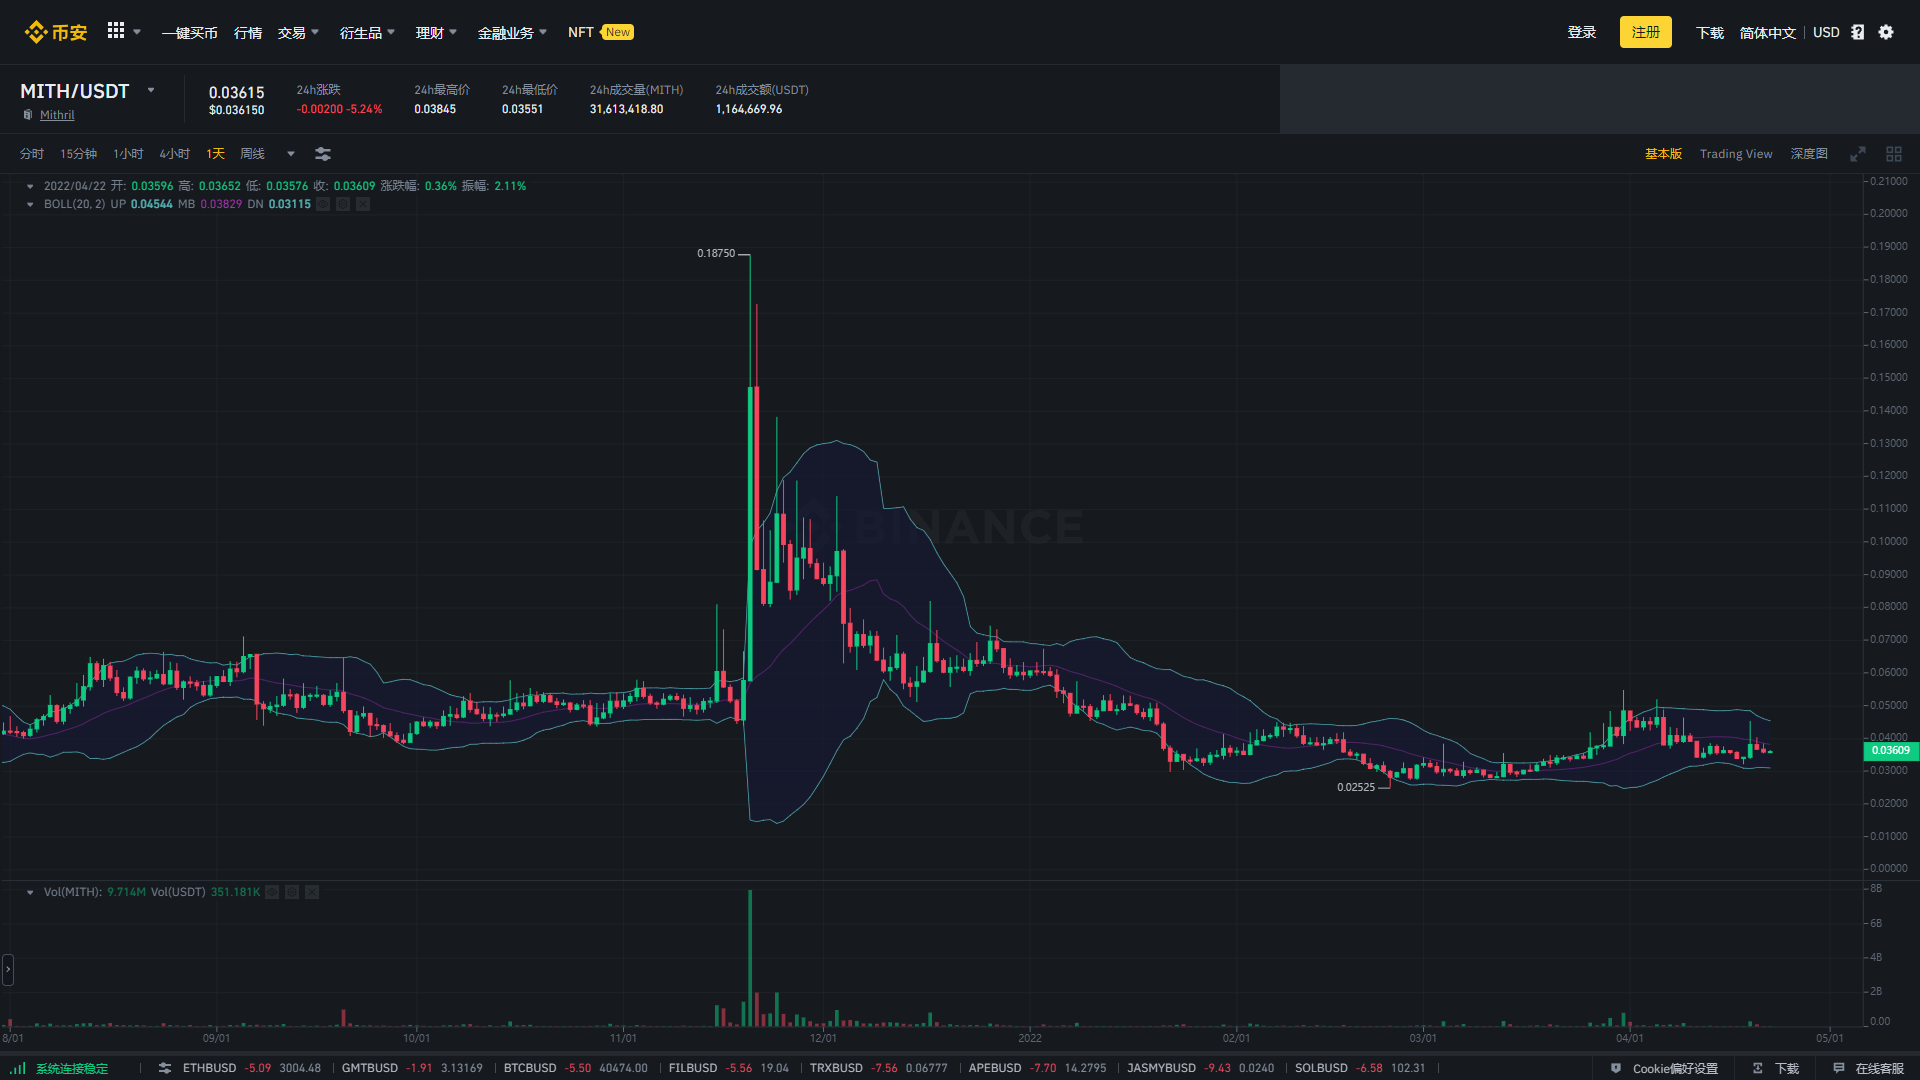 币安 一键买币 行情 交易 衍生品 理财 金融业务 NFT New 登录 注册 下载 简体中文 USD
MITH/USDT
Mithril
0.03615
$0.036150
24h涨跌
-0.00200 -5.24%
24h最高价
0.03845
24h最低价
0.03551
24h成交量(MITH)
31,613,418.80
24h成交额(USDT)
1,164,669.96
分时 15分钟 1小时 4小时 1天 周线 基本版 Trading View 深度图
2022/04/22 开: 0.03596 高: 0.03652 低: 0.03576 收: 0.03609 涨跌幅: 0.36% 振幅: 2.11%
BOLL(20, 2) UP 0.04544 MB 0.03829 DN 0.03115
0.18750
BINANCE
0.02525
0.21000
0.20000
0.19000
0.18000
0.17000
0.16000
0.15000
0.14000
0.13000
0.12000
0.11000
0.10000
0.09000
0.08000
0.07000
0.06000
0.05000
0.04000
0.03609
0.03000
0.02000
0.01000
0.00000
Vol(MITH): 9.714M Vol(USDT) 351.181K
8B
6B
4B
2B
0.00
8/01 09/01 10/01 11/01 12/01 2022 02/01 03/01 04/01 05/01
系统连接稳定 ETHBUSD -5.09 3004.48 GMTBUSD -1.91 3.13169 BTCBUSD -5.50 40474.00 FILBUSD -5.56 19.04 TRXBUSD -7.56 0.06777 APEBUSD -7.70 14.2795 JASMYBUSD -9.43 0.0240 SOLBUSD -6.58 102.31 Cookie偏好设置 下载 在线客服